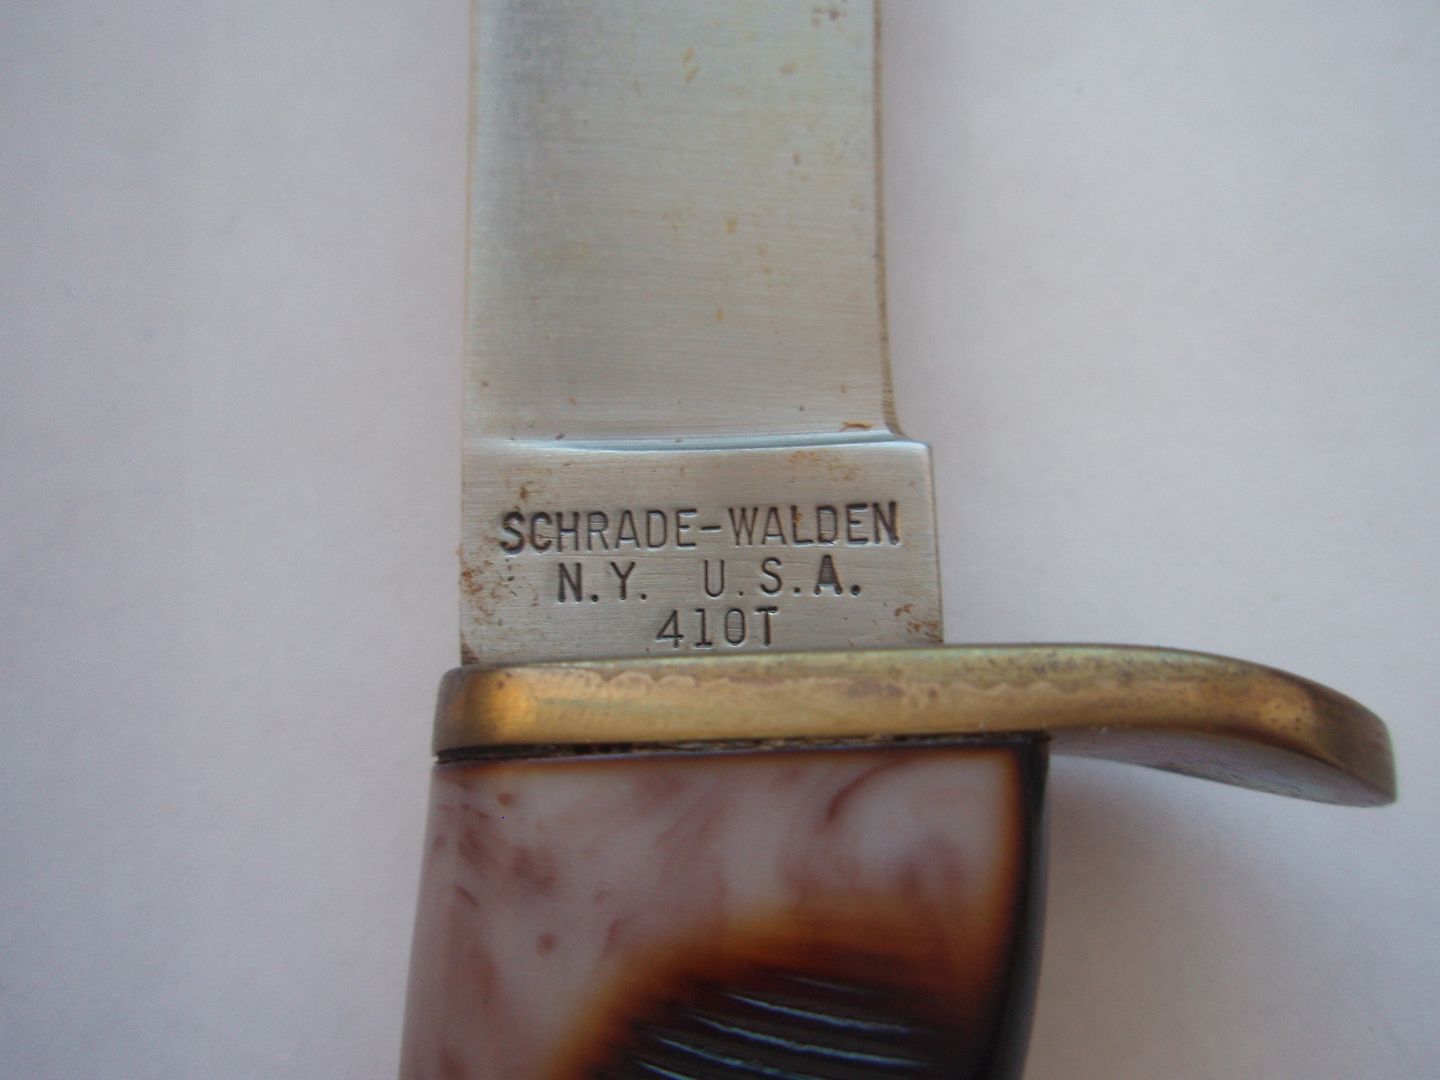 SCHRADE-WALDEN
N.Y. U.S.A.
410T